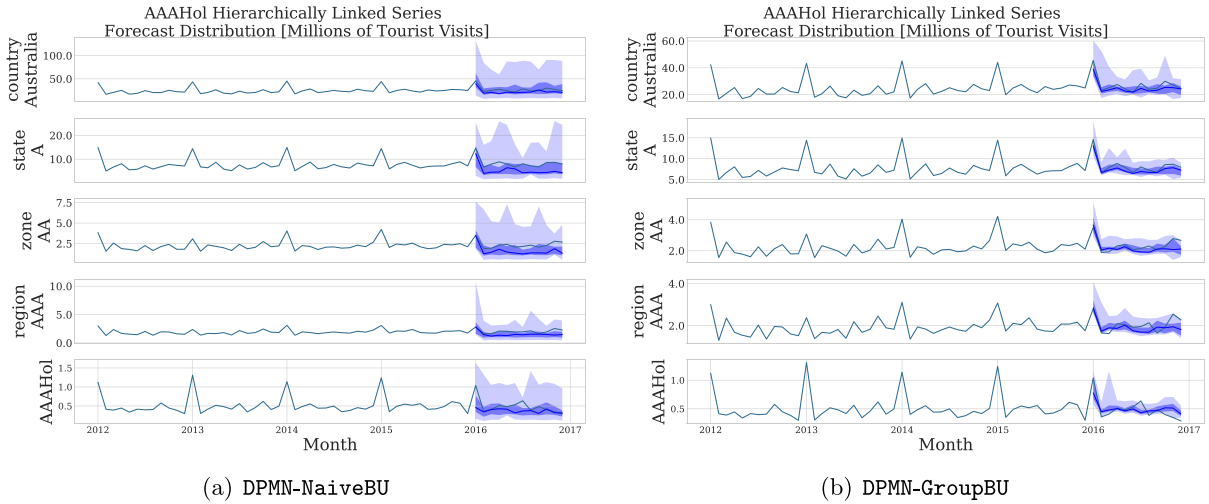 AAAHol Hierarchically Linked Series
Forecast Distribution [Millions of Tourist Visits]
country
Australia
100.0
50.0
state
A
20.0
10.0
zone
AA
7.5
5.0
2.5
region
AAA
10.0
5.0
0.0
AAAHol
1.5
1.0
0.5
2012
2013
2014
2015
2016
2017
Month
(a) DPMN-NaiveBU
AAAHol Hierarchically Linked Series
Forecast Distribution [Millions of Tourist Visits]
country
Australia
60.0
40.0
20.0
state
A
15.0
10.0
5.0
zone
AA
4.0
2.0
region
AAA
4.0
2.0
AAAHol
1.0
0.5
2012
2013
2014
2015
2016
2017
Month
(b) DPMN-GroupBU